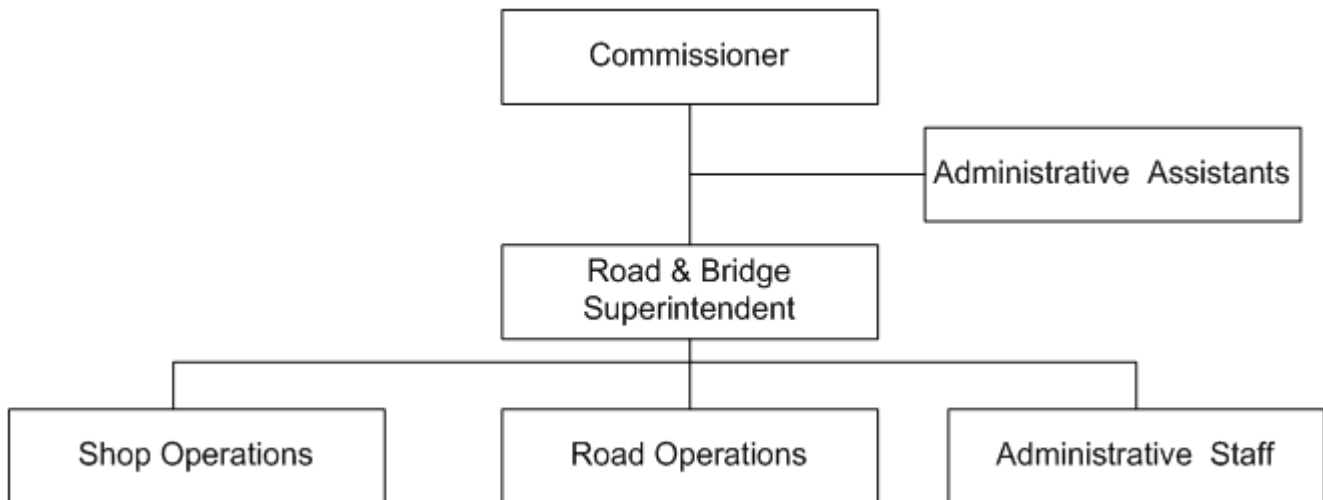 Commissioner
Administrative Assistants
Road & Bridge
Superintendent
Shop Operations
Road Operations
Administrative Staff